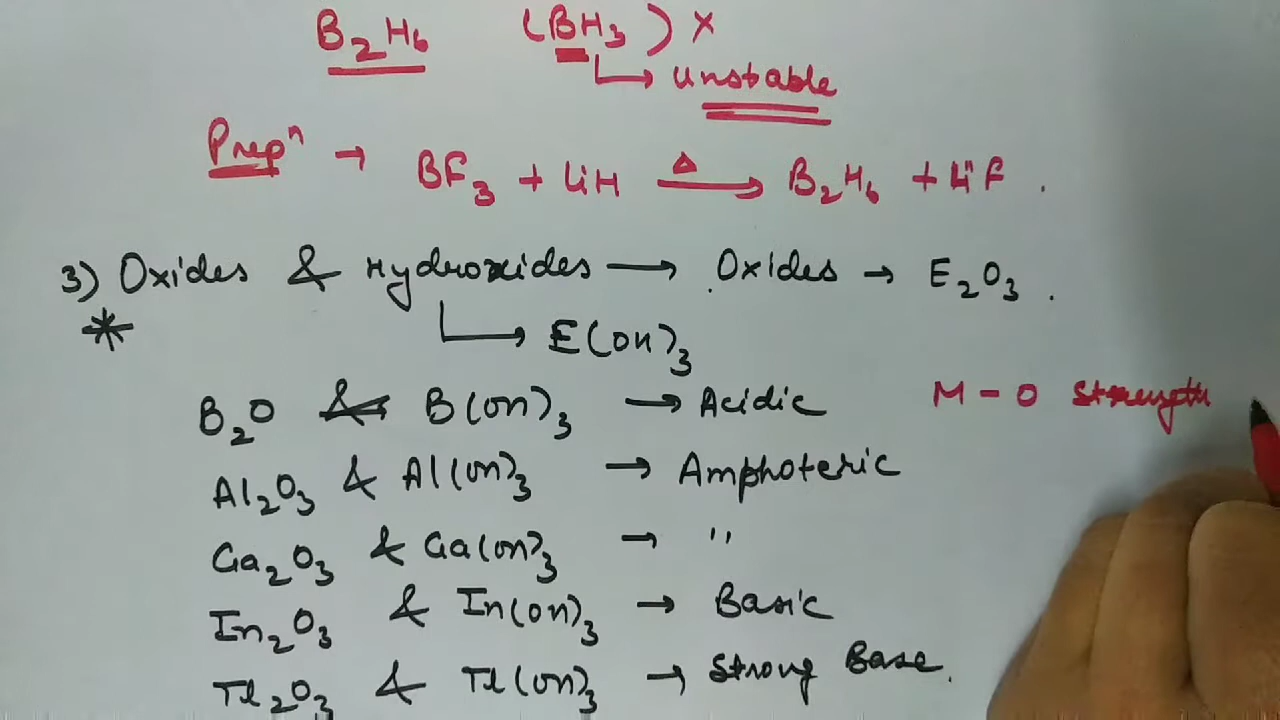 B₂H₆ (BH₃) x
↳ unstable
Prepⁿ → BF₃ + LiH —Δ→ B₂H₆ + LiF .
3) Oxides & Hydroxides → Oxides → E₂O₃ .
* ↳ E(OH)₃
B₂O & B(OH)₃ → Acidic M - O Strength
Al₂O₃ & Al(OH)₃ → Amphoteric
Ga₂O₃ & Ga(OH)₃ → ''
In₂O₃ & In(OH)₃ → Basic
Tl₂O₃ & Tl(OH)₃ → Strong Base.